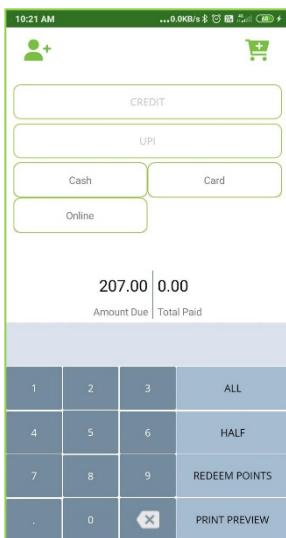 10:21 AM ...0.0KB/s 68
CREDIT
UPI
Cash Card
Online
207.00 0.00
Amount Due Total Paid
1 2 3 ALL
4 5 6 HALF
7 8 9 REDEEM POINTS
. 0 PRINT PREVIEW